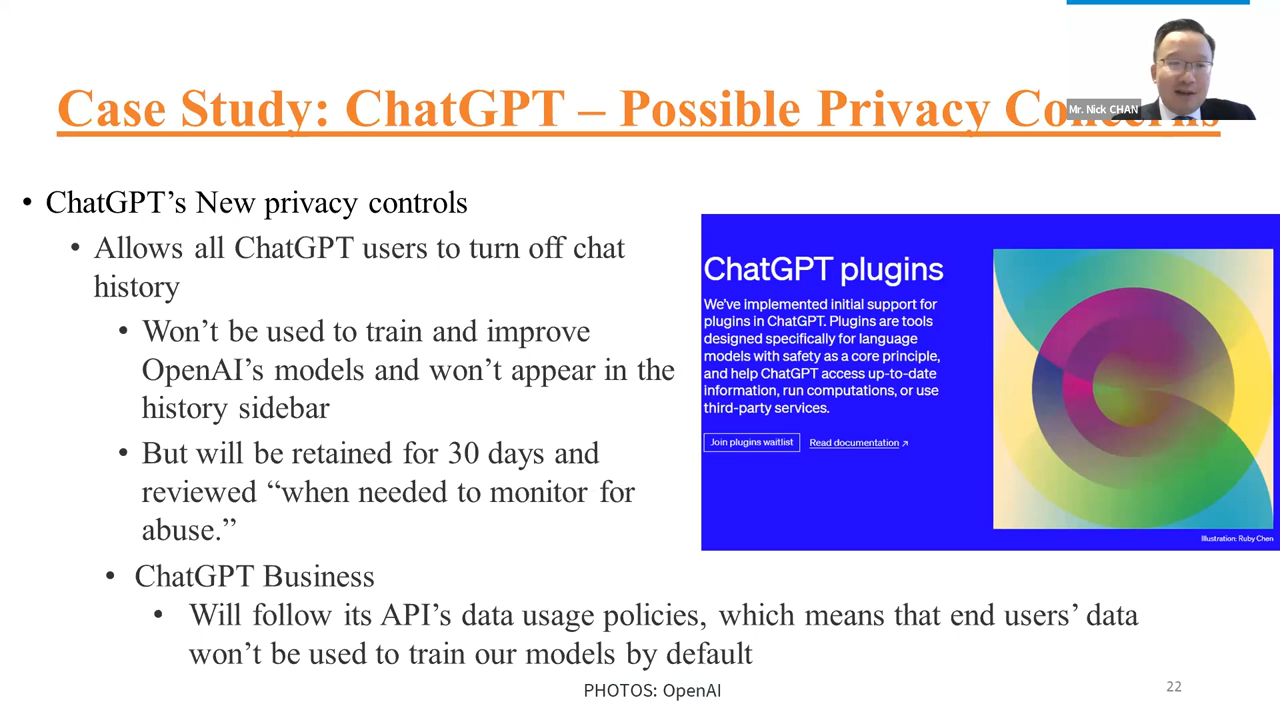 Case Study: ChatGPT – Possible Privacy Concerns
Mr. Nick CHAN
• ChatGPT’s New privacy controls
• Allows all ChatGPT users to turn off chat
history
• Won’t be used to train and improve
OpenAI’s models and won’t appear in the
history sidebar
• But will be retained for 30 days and
reviewed “when needed to monitor for
abuse.”
• ChatGPT Business
• Will follow its API’s data usage policies, which means that end users’ data
won’t be used to train our models by default
ChatGPT plugins
We’ve implemented initial support for
plugins in ChatGPT. Plugins are tools
designed specifically for language
models with safety as a core principle,
and help ChatGPT access up-to-date
information, run computations, or use
third-party services.
Join plugins waitlist
Read documentation ↗
Illustration: Ruby Chen
PHOTOS: OpenAI
22